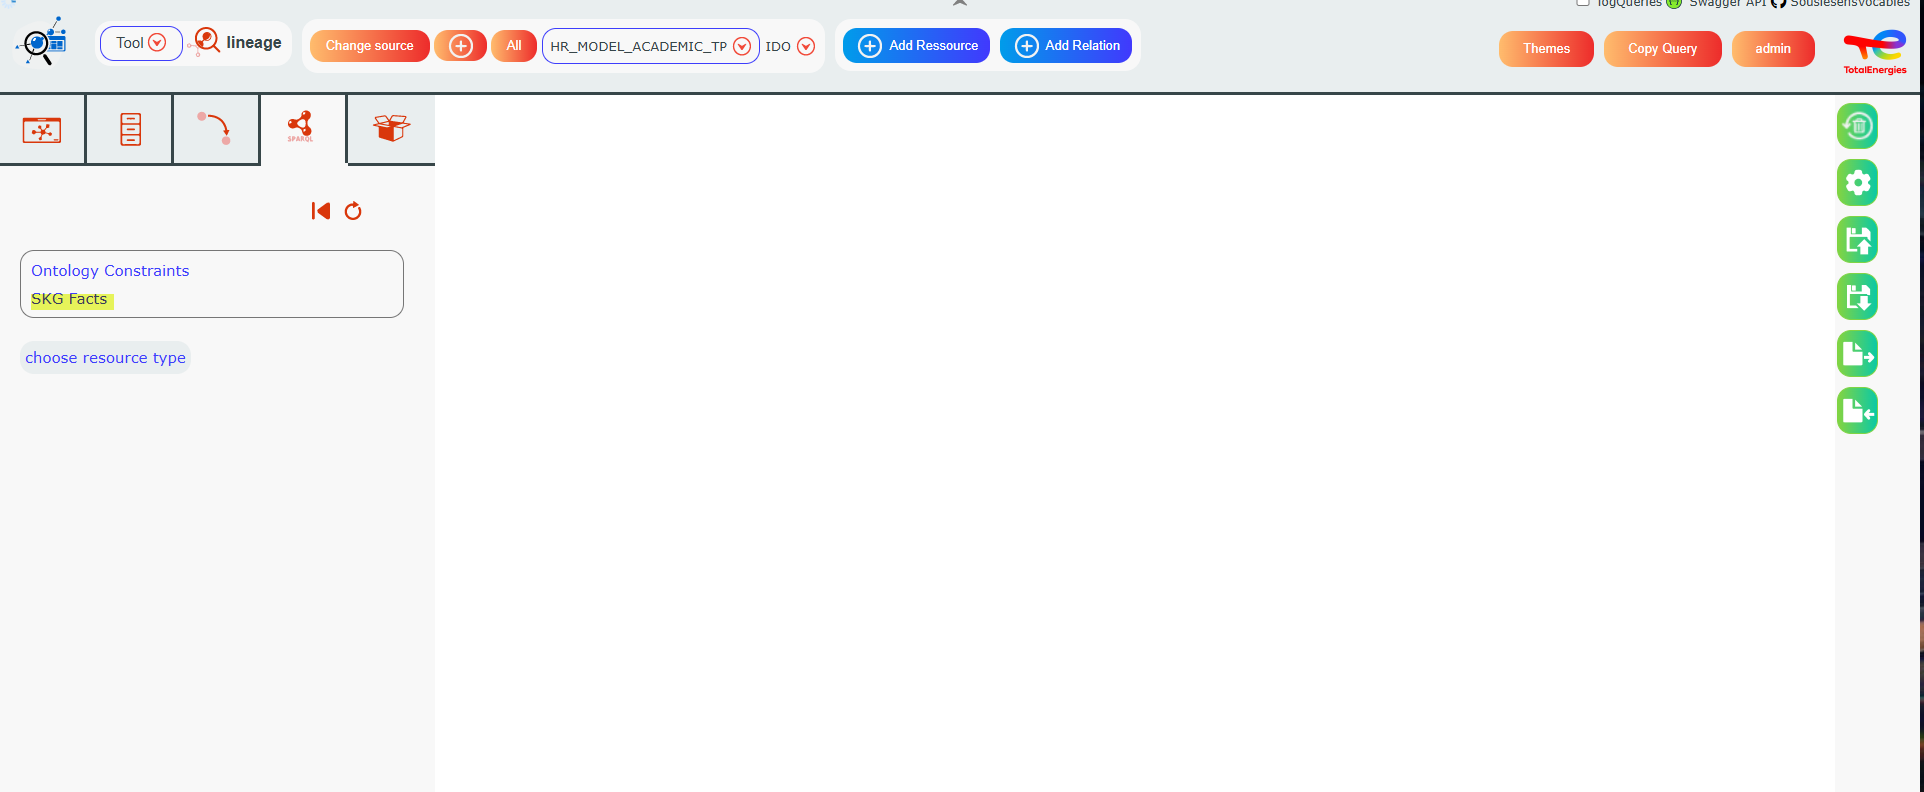 logQueries Swagger API SousLesensVocables
Tool lineage Change source All HR_MODEL_ACADEMIC_TP IDO Add Ressource Add Relation Themes Copy Query admin
TotalEnergies
SPARQL
Ontology Constraints
SKG Facts
choose resource type